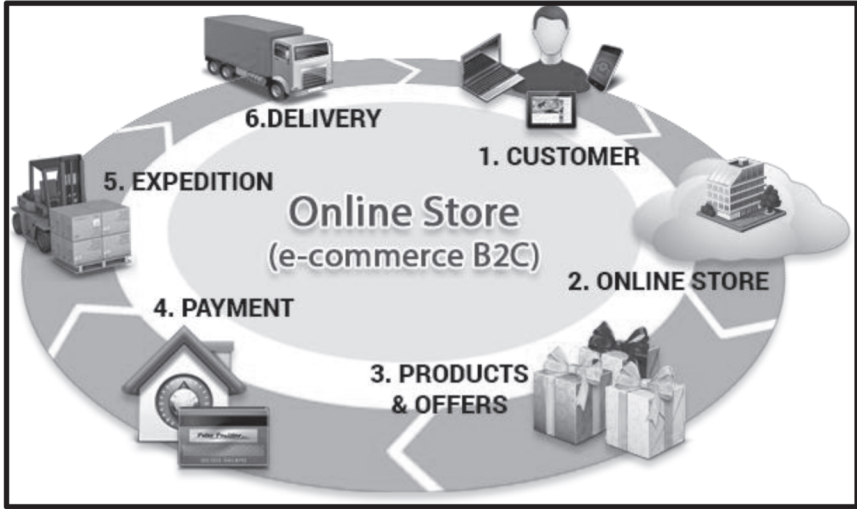 Online Store
(e-commerce B2C)
1. CUSTOMER
2. ONLINE STORE
3. PRODUCTS
& OFFERS
4. PAYMENT
5. EXPEDITION
6.DELIVERY